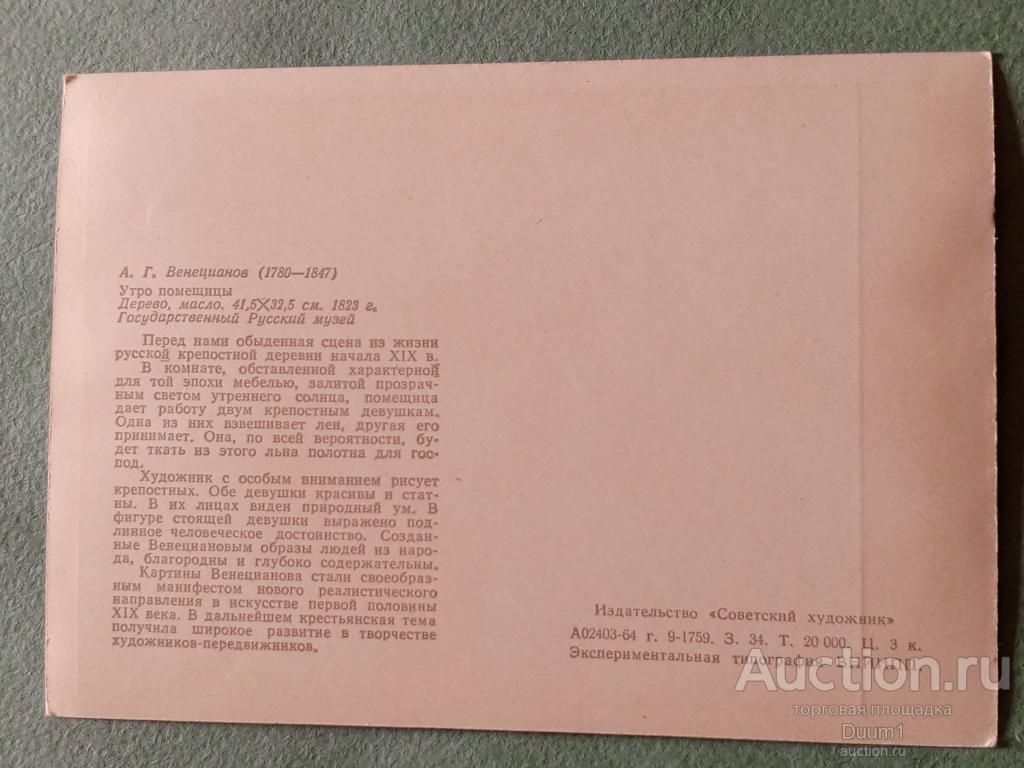 А. Г. Венецианов (1780—1847)
Утро помещицы
Дерево, масло. 41,5×32,5 см. 1823 г.
Государственный Русский музей
Перед нами обыденная сцена из жизни
русской крепостной деревни начала XIX в.
В комнате, обставленной характерной
для той эпохи мебелью, залитой прозрач-
ным светом утреннего солнца, помещица
дает работу двум крепостным девушкам.
Одна из них взвешивает лен, другая его
принимает. Она, по всей вероятности, бу-
дет ткать из этого льна полотна для гос-
под.
Художник с особым вниманием рисует
крепостных. Обе девушки красивы и стат-
ны. В их лицах виден природный ум. В
фигуре стоящей девушки выражено под-
линное человеческое достоинство. Создан-
ные Венециановым образы людей из наро-
да, благородны и глубоко содержательны.
Картины Венецианова стали своеобраз-
ным манифестом нового реалистического
направления в искусстве первой половины
XIX века. В дальнейшем крестьянская тема
получила широкое развитие в творчестве
художников-передвижников.
Издательство «Советский художник»
А02403-64 г. 9-1759. З. 34. Т. 20 000. Ц. 3 к.
Экспериментальная типография
Auction.ru
торговая площадка
Duum1
auction.ru